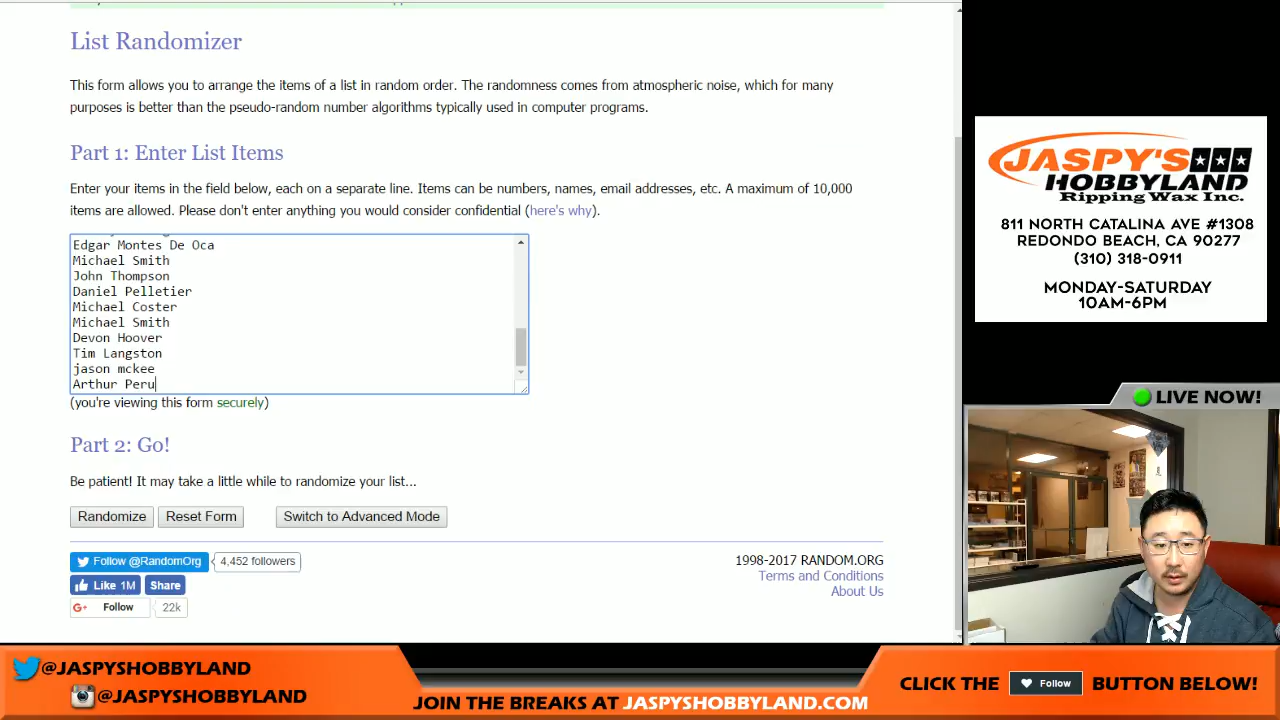 List Randomizer
This form allows you to arrange the items of a list in random order. The randomness comes from atmospheric noise, which for many
purposes is better than the pseudo-random number algorithms typically used in computer programs.
Part 1: Enter List Items
Enter your items in the field below, each on a separate line. Items can be numbers, names, email addresses, etc. A maximum of 10,000
items are allowed. Please don't enter anything you would consider confidential (here's why).
Edgar Montes De Oca
Michael Smith
John Thompson
Daniel Pelletier
Michael Coster
Michael Smith
Devon Hoover
Tim Langston
jason mckee
Arthur Peru
(you're viewing this form securely)
Part 2: Go!
Be patient! It may take a little while to randomize your list...
Randomize Reset Form Switch to Advanced Mode
Follow @RandomOrg 4,452 followers
Like 1M Share
G+ Follow 22k
1998-2017 RANDOM.ORG
Terms and Conditions
About Us
JASPY'S
HOBBYLAND
Ripping Wax Inc.
811 NORTH CATALINA AVE #1308
REDONDO BEACH, CA 90277
(310) 318-0911
MONDAY-SATURDAY
10AM-6PM
LIVE NOW!
@JASPYSHOBBYLAND
@JASPYSHOBBYLAND
JOIN THE BREAKS AT JASPYSHOBBYLAND.COM
CLICK THE Follow BUTTON BELOW!